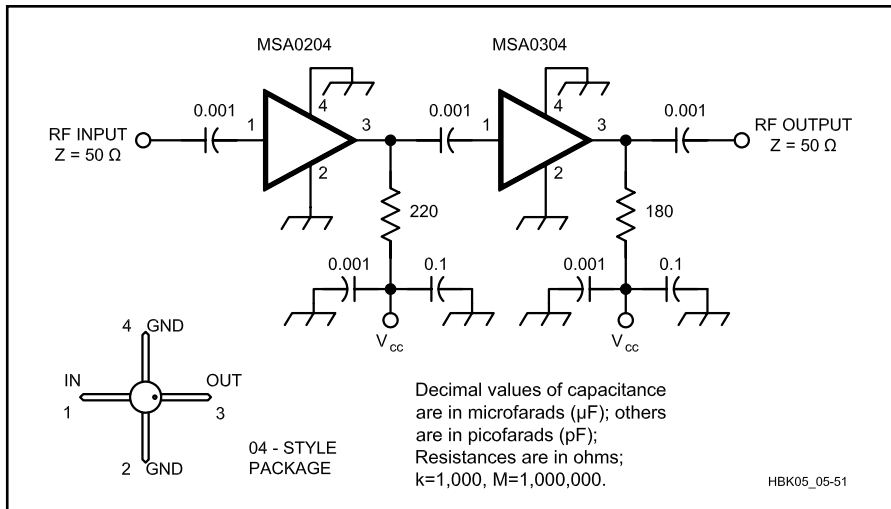 MSA0204
MSA0304
0.001
0.001
0.001
RF INPUT
Z = 50 Ω
RF OUTPUT
Z = 50 Ω
1
4
3
2
1
4
3
2
220
180
0.001
0.1
0.001
0.1
V CC
V CC
4 GND
IN
OUT
1
3
2 GND
04 - STYLE
PACKAGE
Decimal values of capacitance
are in microfarads (µF); others
are in picofarads (pF);
Resistances are in ohms;
k=1,000, M=1,000,000.
HBK05_05-51